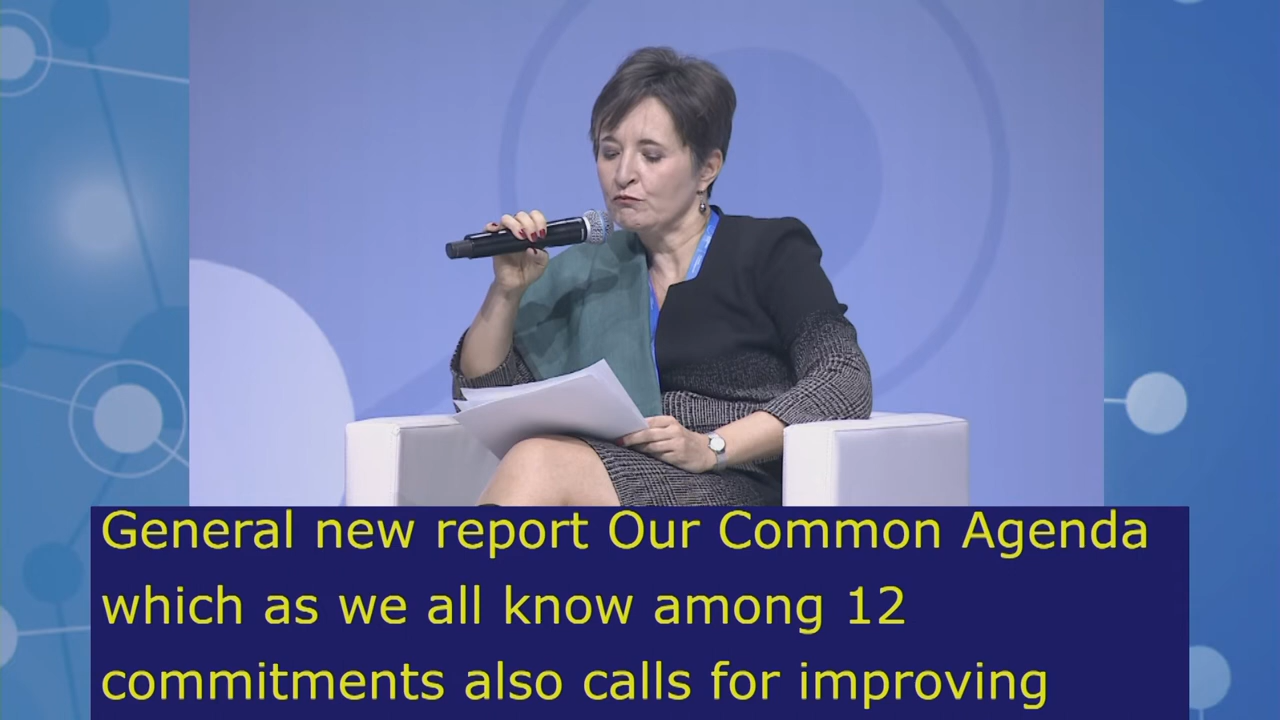 General new report Our Common Agenda
which as we all know among 12
commitments also calls for improving